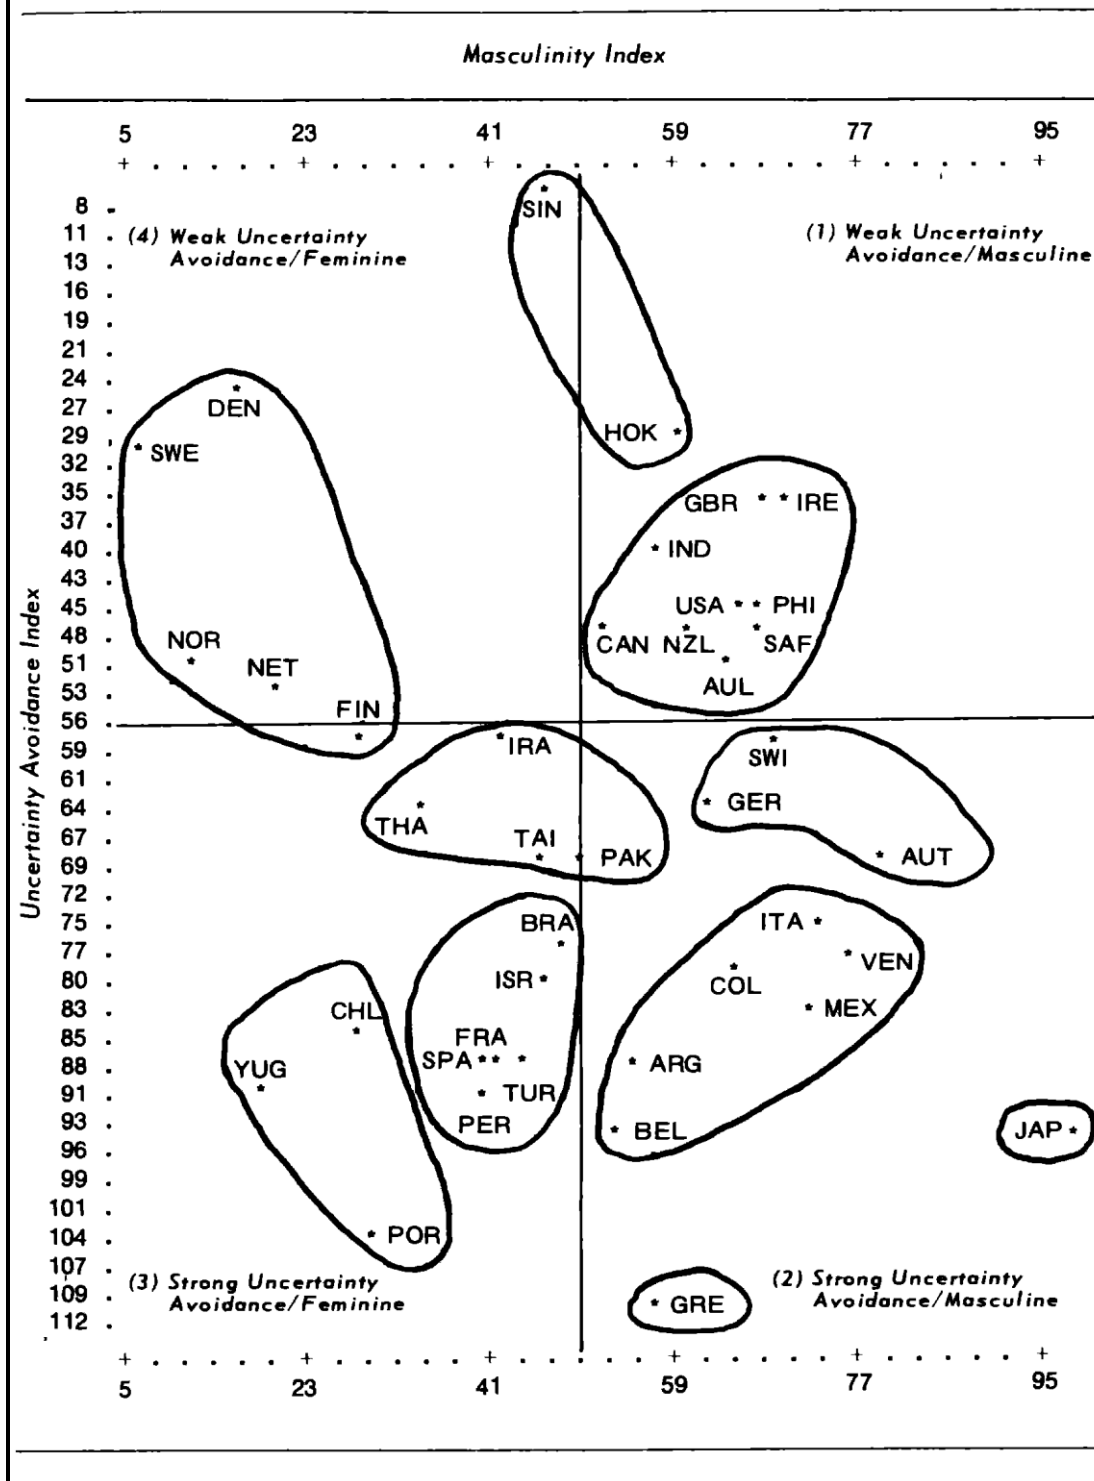 Masculinity Index
5 23 41 59 77 95
8
SIN
11 (4) Weak Uncertainty (1) Weak Uncertainty
13 Avoidance/Feminine Avoidance/Masculine
16
19
21
24
27 DEN
29 SWE HOK
32
35 GBR IRE
37
40 IND
43
45 USA PHI
48 NOR CAN NZL SAF
51 NET
53 AUL
56 FIN
59 IRA SWI
61
64 THA GER
67 TAI
69 PAK AUT
72
75 BRA ITA
77 VEN
80 ISR COL
83 CHL MEX
85 FRA
88 YUG SPA ARG
91 TUR
93 PER BEL JAP
96
99
101
104 POR
107 (3) Strong Uncertainty (2) Strong Uncertainty
109 Avoidance/Feminine GRE Avoidance/Masculine
112
5 23 41 59 77 95
Uncertainty Avoidance Index